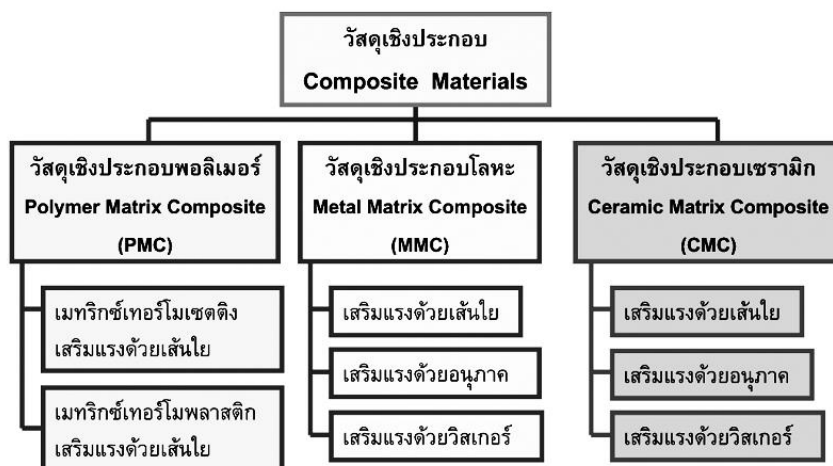 วัสดุเชิงประกอบ
Composite Materials
วัสดุเชิงประกอบพอลิเมอร์
Polymer Matrix Composite
(PMC)
เมทริกซ์เทอร์โมเซตติง
เสริมแรงด้วยเส้นใย
เมทริกซ์เทอร์โมพลาสติก
เสริมแรงด้วยเส้นใย
วัสดุเชิงประกอบโลหะ
Metal Matrix Composite
(MMC)
เสริมแรงด้วยเส้นใย
เสริมแรงด้วยอนุภาค
เสริมแรงด้วยวิสเกอร์
วัสดุเชิงประกอบเซรามิก
Ceramic Matrix Composite
(CMC)
เสริมแรงด้วยเส้นใย
เสริมแรงด้วยอนุภาค
เสริมแรงด้วยวิสเกอร์